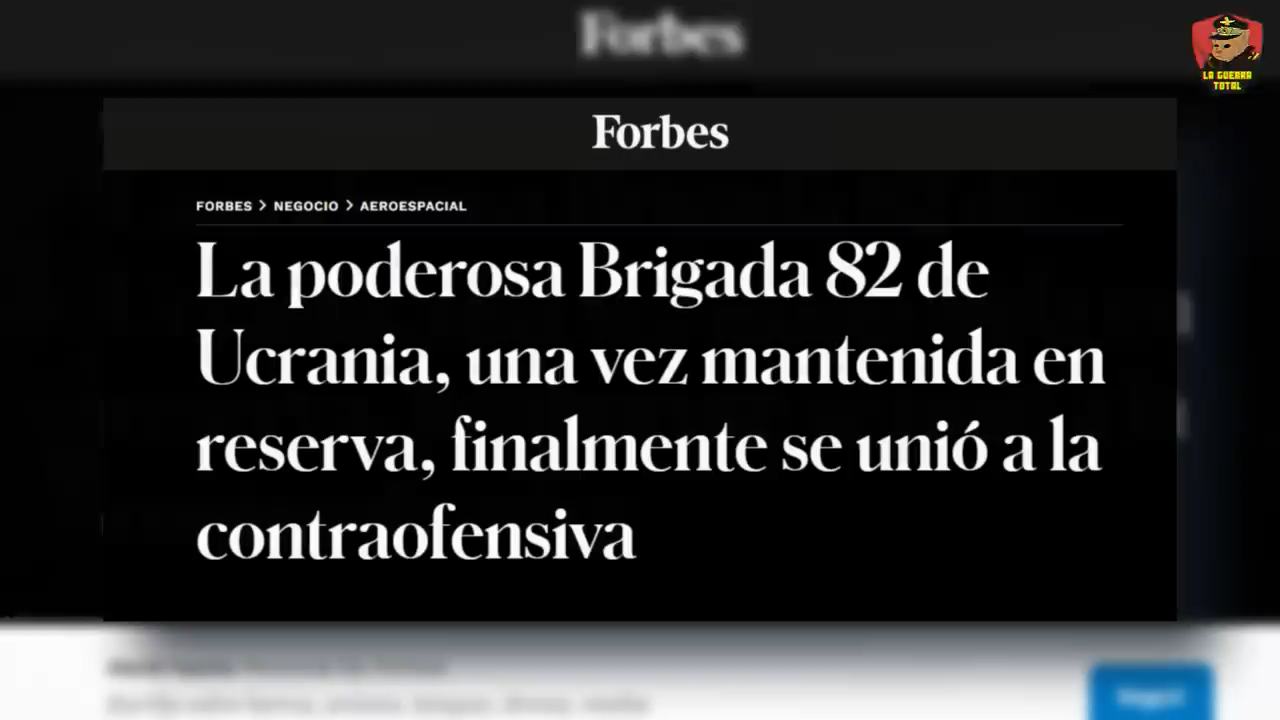 Forbes
LA GUERRA
TOTAL
Forbes
FORBES > NEGOCIO > AEROESPACIAL
La poderosa Brigada 82 de
Ucrania, una vez mantenida en
reserva, finalmente se unió a la
contraofensiva